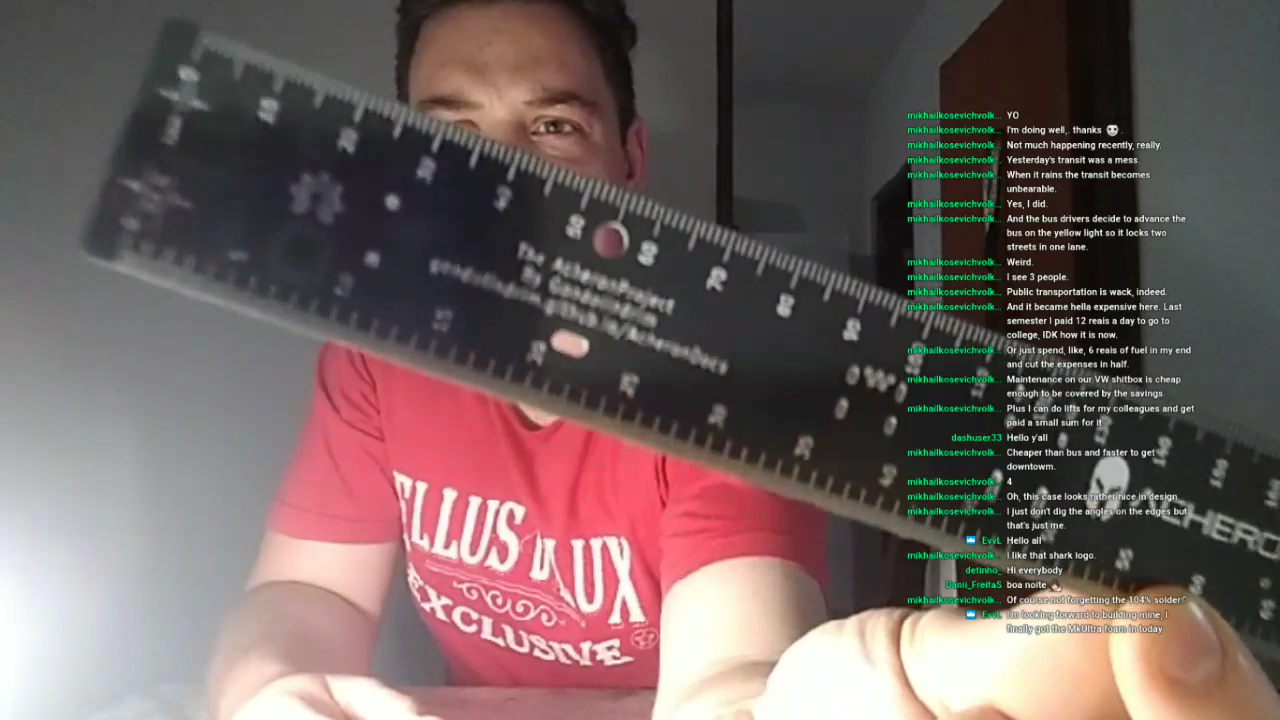 The AcheronProject
By Gondolindrim
gondolindrim.github.io/AcheronDocs
ACHERO
ELLUS D LUX
EXCLUSIVE
mikhailkosevichvolk... YO
mikhailkosevichvolk... I'm doing well,. thanks .
mikhailkosevichvolk... Not much happening recently, really.
mikhailkosevichvolk... Yesterday's transit was a mess.
mikhailkosevichvolk... When it rains the transit becomes
unbearable.
mikhailkosevichvolk... Yes, I did.
mikhailkosevichvolk... And the bus drivers decide to advance the
bus on the yellow light so it locks two
streets in one lane.
mikhailkosevichvolk... Weird.
mikhailkosevichvolk... I see 3 people.
mikhailkosevichvolk... Public transportation is wack, indeed.
mikhailkosevichvolk... And it became hella expensive here. Last
semester I paid 12 reais a day to go to
college, IDK how it is now.
mikhailkosevichvolk... Or just spend, like, 6 reais of fuel in my end
and cut the expenses in half.
mikhailkosevichvolk... Maintenance on our VW shitbox is cheap
enough to be covered by the savings
mikhailkosevichvolk... Plus I can do lifts for my colleagues and get
paid a small sum for it
dashuser33 Hello y'all
mikhailkosevichvolk... Cheaper than bus and faster to get
downtowm.
mikhailkosevichvolk... 4
mikhailkosevichvolk... Oh, this case looks rather nice in design
mikhailkosevichvolk... I just don't dig the angles on the edges but
that's just me.
EvvL Hello all
mikhailkosevichvolk... I like that shark logo.
detinho_ Hi everybody
Danii_FreitaS boa noite
mikhailkosevichvolk... Of course not forgetting the 104% solder
EvvL I'm looking forward to building mine, I
finally got the MkUltra foam in today